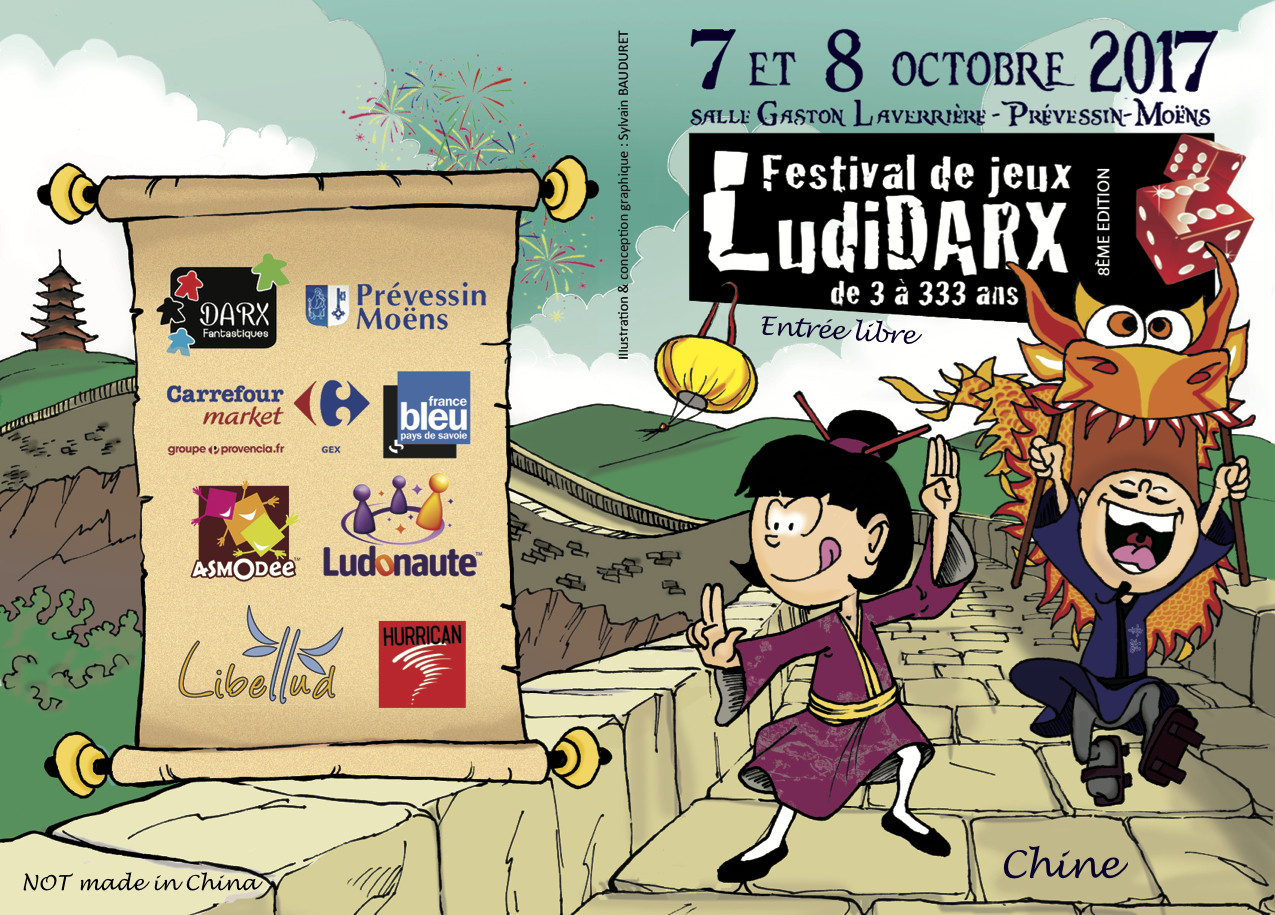 7 ET 8 OCTOBRE 2017
SALLE GASTON LAVERRIÈRE - PRÉVESSIN-MOËNS
Festival de jeux
LudiDARX
de 3 à 333 ans
8ÈME EDITION
Entrée libre
Illustration & conception graphique : Sylvain BAUDURET
DARX
Fantastiques
Prévessin
Moëns
Carrefour
market
groupe provencia.fr
GEX
france
bleu
pays de savoie
ASMODEE™
Ludonaute™
Libellud
HURRICAN
Chine
NOT made in China